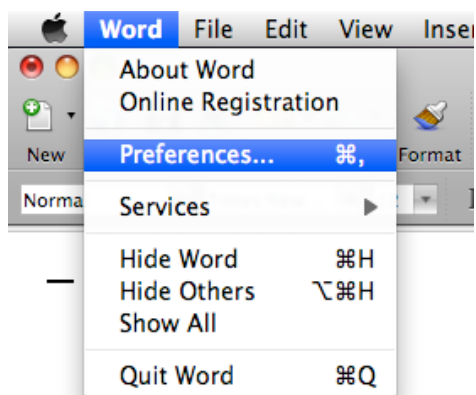 Word File Edit View Inser
About Word
Online Registration
New Preferences... ⌘, Format
Norma Services
Hide Word ⌘H
Hide Others ⌥⌘H
Show All
Quit Word ⌘Q